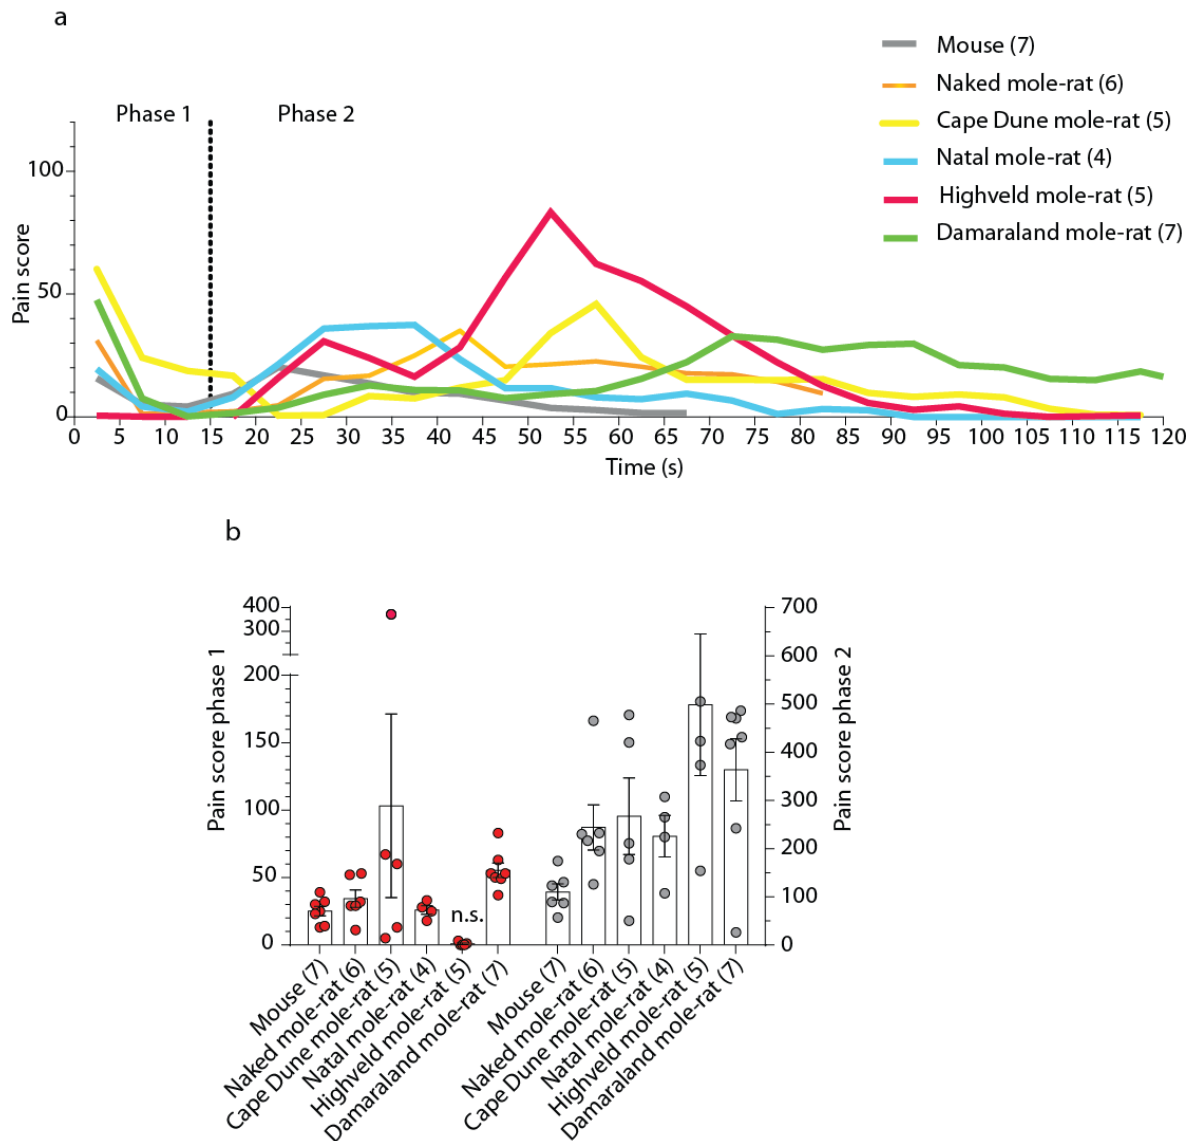 a
Mouse (7)
Naked mole-rat (6)
Cape Dune mole-rat (5)
Natal mole-rat (4)
Highveld mole-rat (5)
Damaraland mole-rat (7)
Phase 1
Phase 2
Pain score
100
50
0
0 5 10 15 20 25 30 35 40 45 50 55 60 65 70 75 80 85 90 95 100 105 110 115 120
Time (s)
b
Pain score phase 1
400
300
200
150
100
50
0
n.s.
700
600
500
400
300
200
100
0
Pain score phase 2
Mouse (7)
Naked mole-rat (6)
Cape Dune mole-rat (5)
Natal mole-rat (4)
Highveld mole-rat (5)
Damaraland mole-rat (7)
Mouse (7)
Naked mole-rat (6)
Cape Dune mole-rat (5)
Natal mole-rat (4)
Highveld mole-rat (5)
Damaraland mole-rat (7)